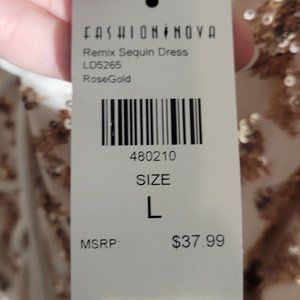 FASHION NOVA
Remix Sequin Dress
LD5265
RoseGold
480210
SIZE
L
MSRP: $37.99